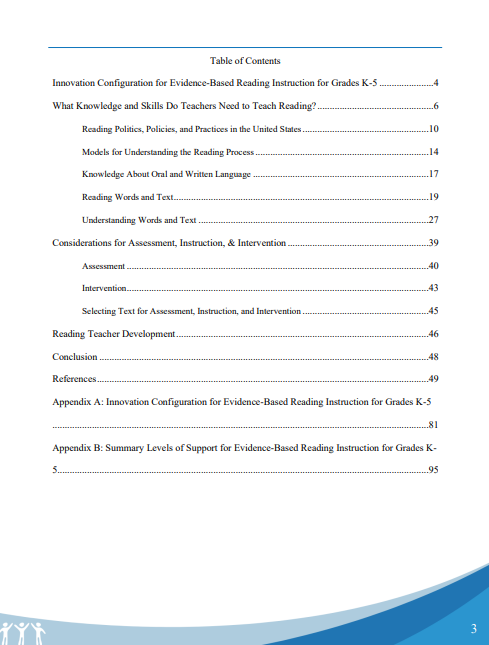 Table of Contents
Innovation Configuration for Evidence-Based Reading Instruction for Grades K-5 ......................4
What Knowledge and Skills Do Teachers Need to Teach Reading? ..............................................6
Reading Politics, Policies, and Practices in the United States ..................................................10
Models for Understanding the Reading Process ......................................................................14
Knowledge About Oral and Written Language ......................................................................17
Reading Words and Text......................................................................................................19
Understanding Words and Text ............................................................................................27
Considerations for Assessment, Instruction, & Intervention ........................................................39
Assessment ........................................................................................................................40
Intervention........................................................................................................................43
Selecting Text for Assessment, Instruction, and Intervention ..................................................45
Reading Teacher Development....................................................................................................46
Conclusion ................................................................................................................................48
References.................................................................................................................................49
Appendix A: Innovation Configuration for Evidence-Based Reading Instruction for Grades K-5
..................................................................................................................................................81
Appendix B: Summary Levels of Support for Evidence-Based Reading Instruction for Grades K-
5................................................................................................................................................95
3